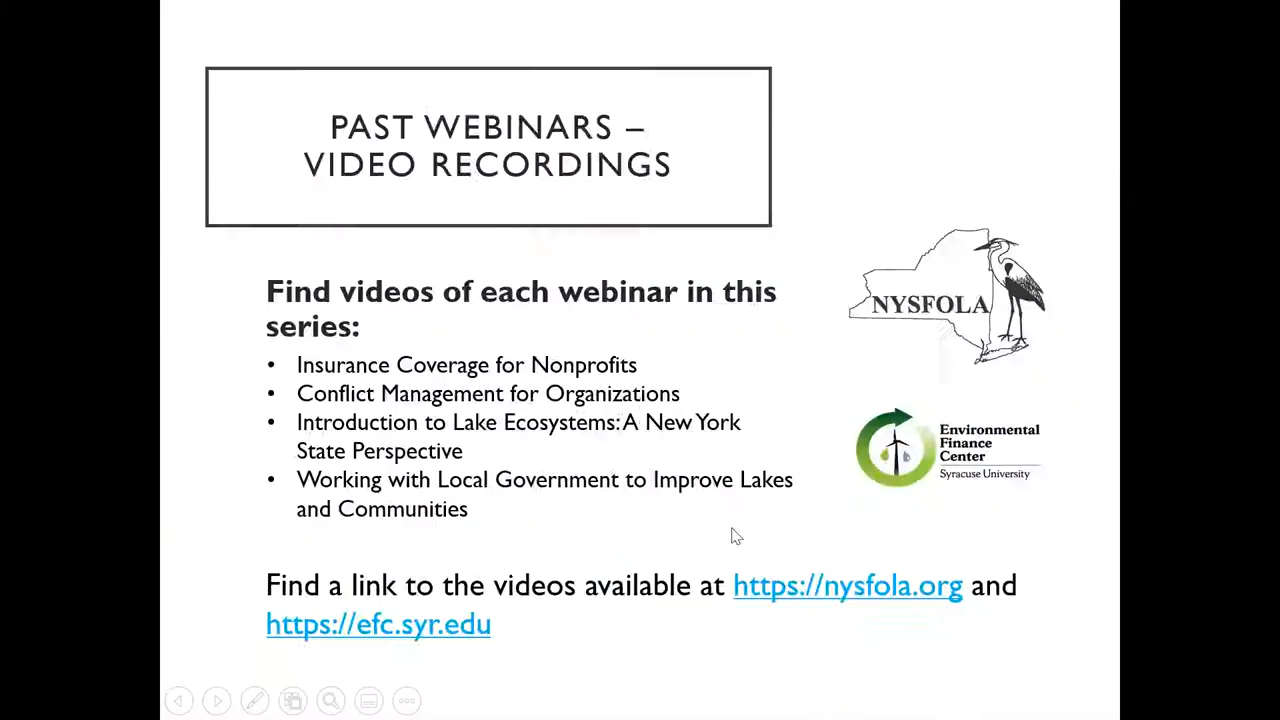 PAST WEBINARS –
VIDEO RECORDINGS
Find videos of each webinar in this
series:
• Insurance Coverage for Nonprofits
• Conflict Management for Organizations
• Introduction to Lake Ecosystems: A New York
State Perspective
• Working with Local Government to Improve Lakes
and Communities
Find a link to the videos available at https://nysfola.org and
https://efc.syr.edu
NYSFOLA
Environmental
Finance
Center
Syracuse University